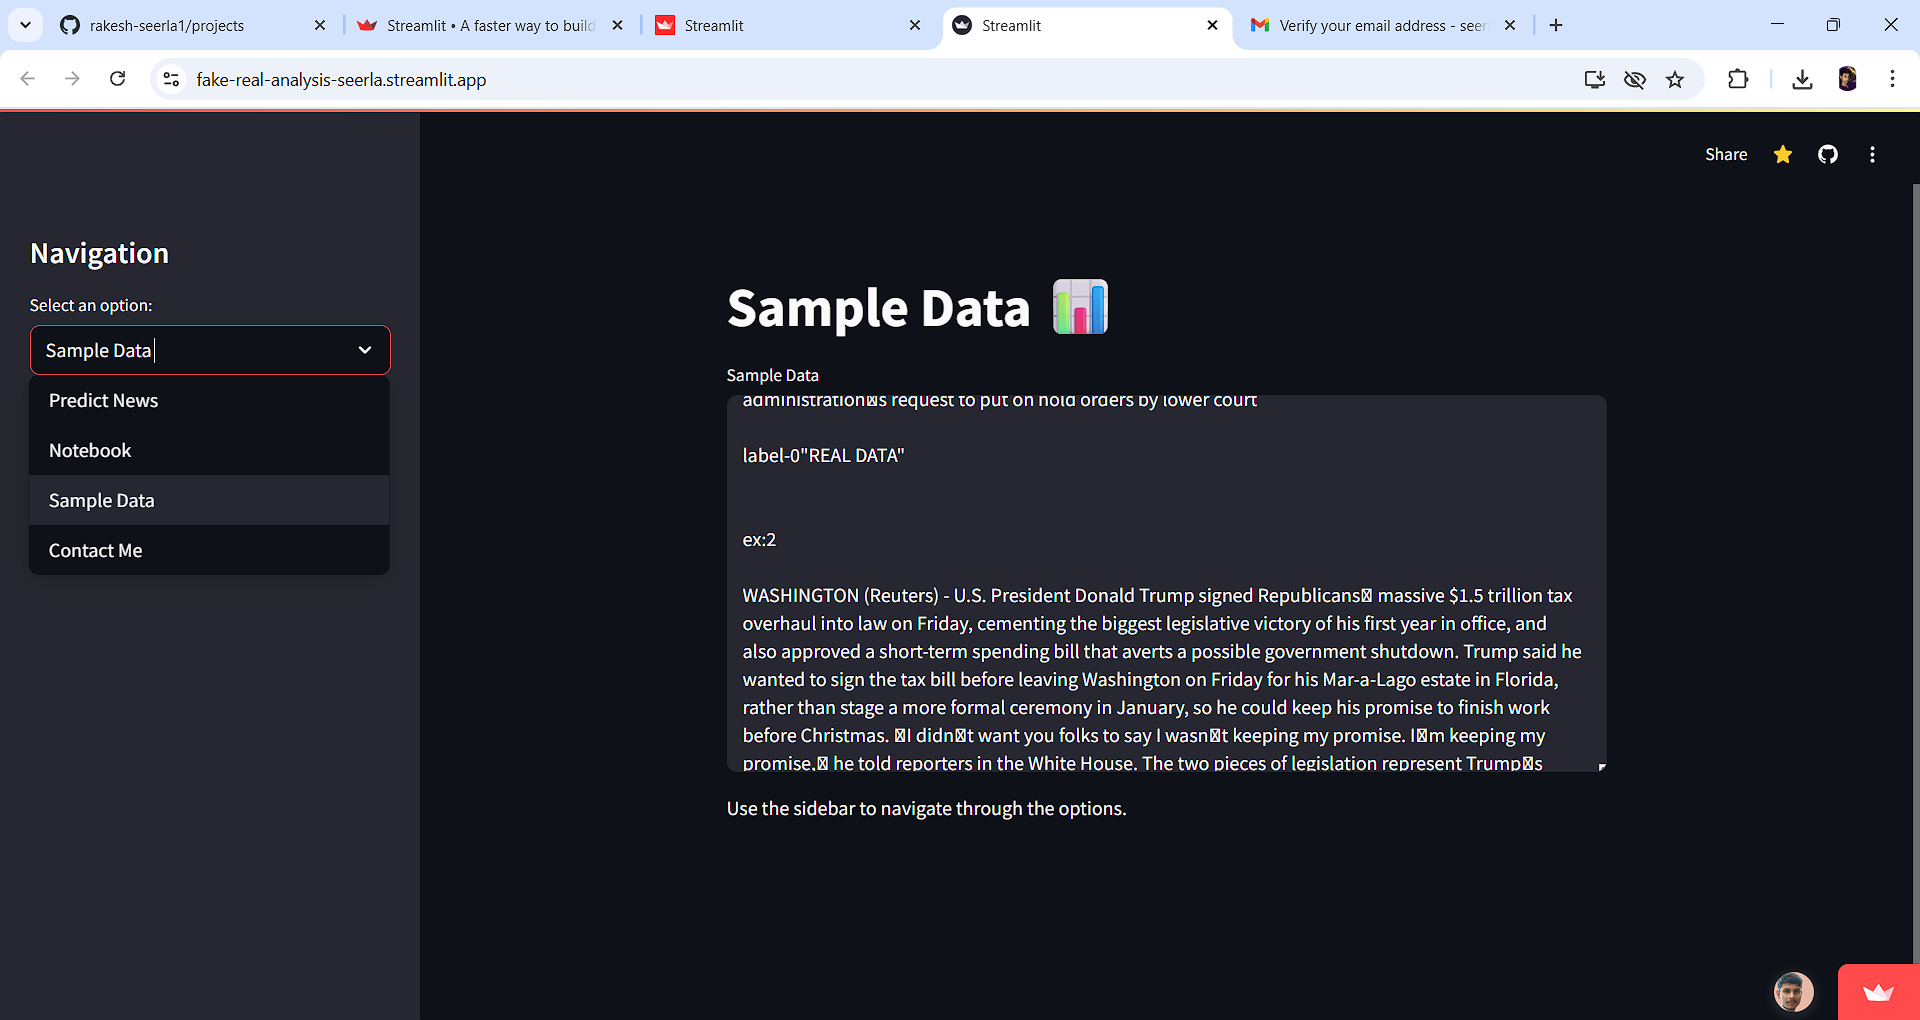 rakesh-seerla1/projects
Streamlit • A faster way to build
Streamlit
Streamlit
Verify your email address - seer
fake-real-analysis-seerla.streamlit.app
Share
Navigation
Select an option:
Sample Data
Predict News
Notebook
Sample Data
Contact Me
Sample Data
Sample Data
administration�s request to put on hold orders by lower court
label-0"REAL DATA"
ex:2
WASHINGTON (Reuters) - U.S. President Donald Trump signed Republicans� massive $1.5 trillion tax
overhaul into law on Friday, cementing the biggest legislative victory of his first year in office, and
also approved a short-term spending bill that averts a possible government shutdown. Trump said he
wanted to sign the tax bill before leaving Washington on Friday for his Mar-a-Lago estate in Florida,
rather than stage a more formal ceremony in January, so he could keep his promise to finish work
before Christmas. �I didn�t want you folks to say I wasn�t keeping my promise. I�m keeping my
promise,� he told reporters in the White House. The two pieces of legislation represent Trump�s
Use the sidebar to navigate through the options.